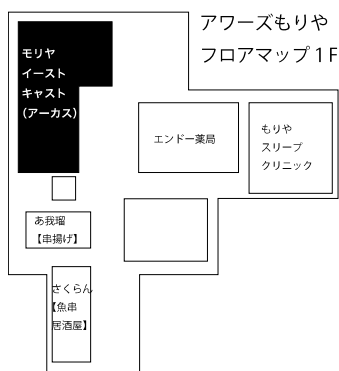 アワーズもりや
フロアマップ１F
モリヤ
イースト
キャスト
（アーカス）
エンドー薬局
もりや
スリープ
クリニック
あ我瑠
【串揚げ】
さくらん
【魚串
居酒屋】